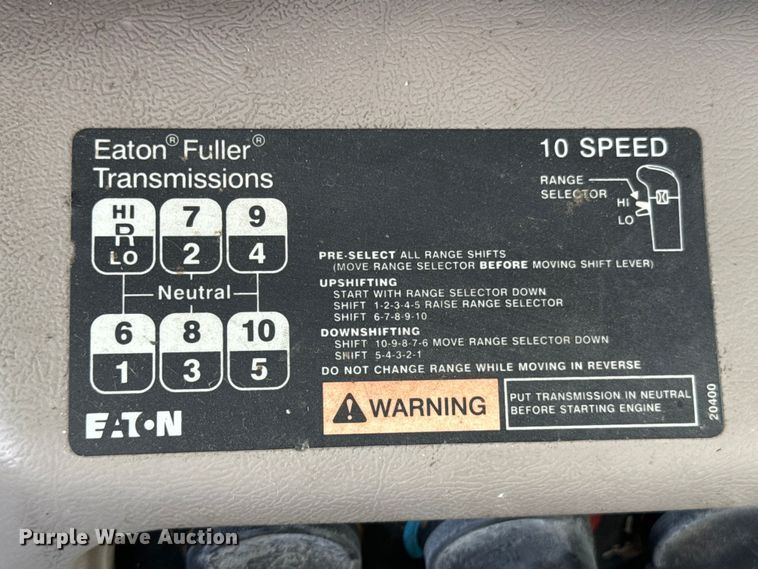 Eaton® Fuller®
Transmissions
10 SPEED
RANGE
SELECTOR
HI
LO
HI
R
LO
7
2
9
4
Neutral
6
1
8
3
10
5
PRE-SELECT ALL RANGE SHIFTS
(MOVE RANGE SELECTOR BEFORE MOVING SHIFT LEVER)
UPSHIFTING
START WITH RANGE SELECTOR DOWN
SHIFT 1-2-3-4-5 RAISE RANGE SELECTOR
SHIFT 6-7-8-9-10
DOWNSHIFTING
SHIFT 10-9-8-7-6 MOVE RANGE SELECTOR DOWN
SHIFT 5-4-3-2-1
DO NOT CHANGE RANGE WHILE MOVING IN REVERSE
WARNING
PUT TRANSMISSION IN NEUTRAL
BEFORE STARTING ENGINE
20400
EATON
Purple Wave Auction